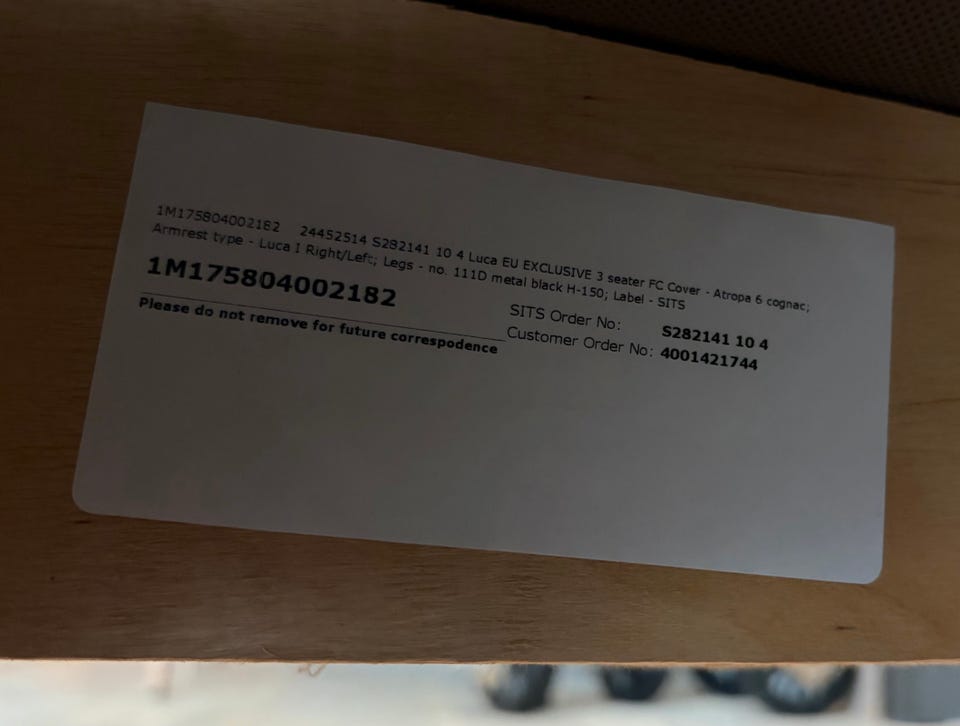 1M175804002182 24452514 S282141 10 4 Luca EU EXCLUSIVE 3 seater FC Cover - Atropa 6 cognac;
Armrest type - Luca I Right/Left; Legs - no. 111D metal black H-150; Label - SITS
1M175804002182
SITS Order No: S282141 10 4
Please do not remove for future correspodence
Customer Order No: 4001421744